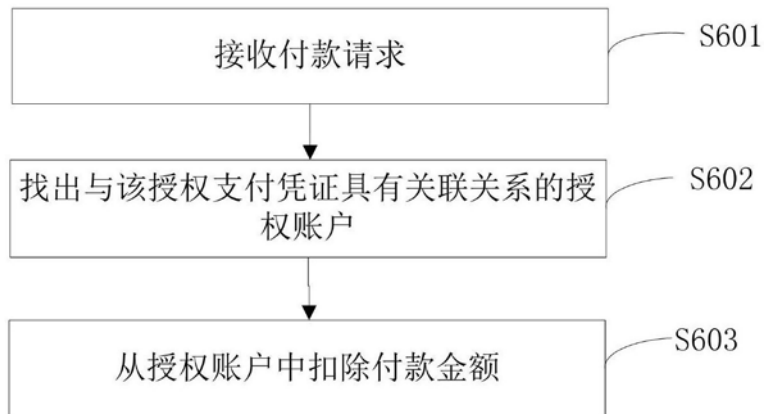 接收付款请求
S601
找出与该授权支付凭证具有关联关系的授
权账户
S602
从授权账户中扣除付款金额
S603